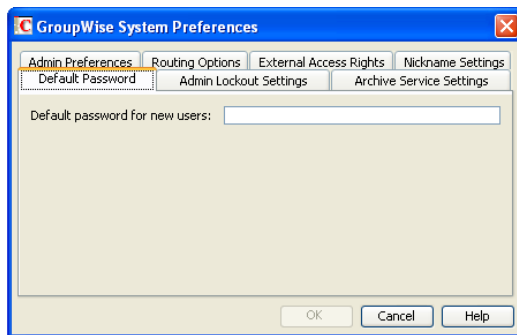 GroupWise System Preferences
Admin Preferences Routing Options External Access Rights Nickname Settings
Default Password Admin Lockout Settings Archive Service Settings
Default password for new users:
OK Cancel Help